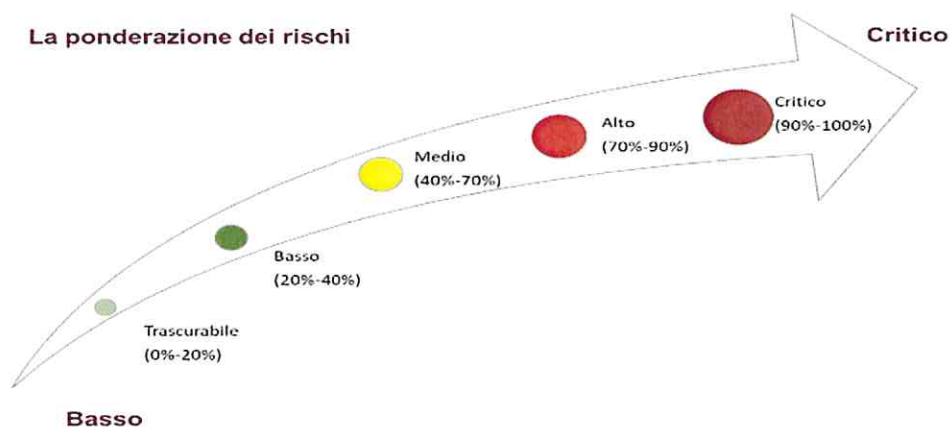 La ponderazione dei rischi
Critico
Critico
(90%-100%)
Alto
(70%-90%)
Medio
(40%-70%)
Basso
(20%-40%)
Trascurabile
(0%-20%)
Basso